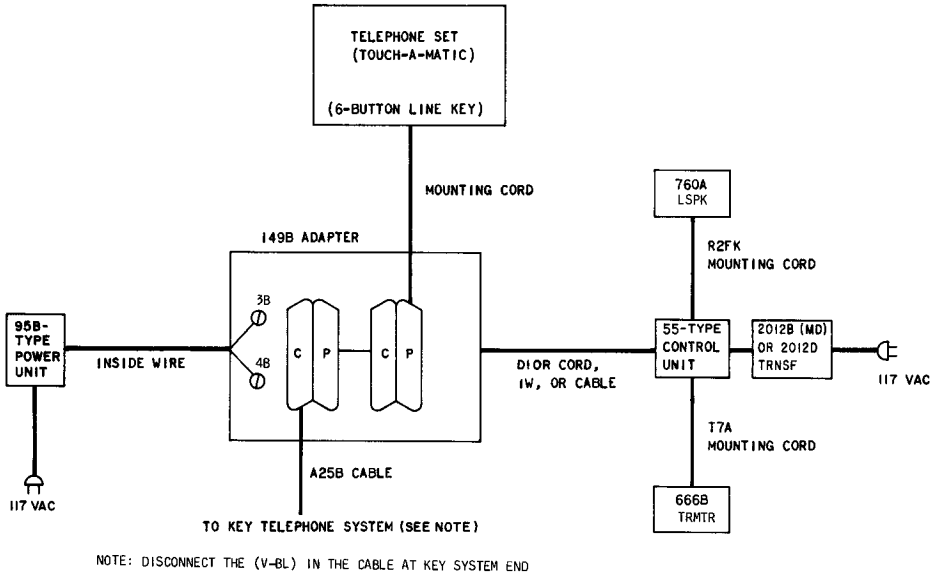 TELEPHONE SET
(TOUCH-A-MATIC)
(6-BUTTON LINE KEY)
MOUNTING CORD
760A
LSPK
149B ADAPTER
R2FK
MOUNTING CORD
3B
95B-
TYPE
POWER
UNIT
INSIDE WIRE
4B
C
P
C
P
D10R CORD,
IW, OR CABLE
55-TYPE
CONTROL
UNIT
2012B (MD)
OR 2012D
TRNSF
117 VAC
T7A
MOUNTING CORD
A25B CABLE
117 VAC
666B
TRMTR
TO KEY TELEPHONE SYSTEM (SEE NOTE)
NOTE: DISCONNECT THE (V-BL) IN THE CABLE AT KEY SYSTEM END